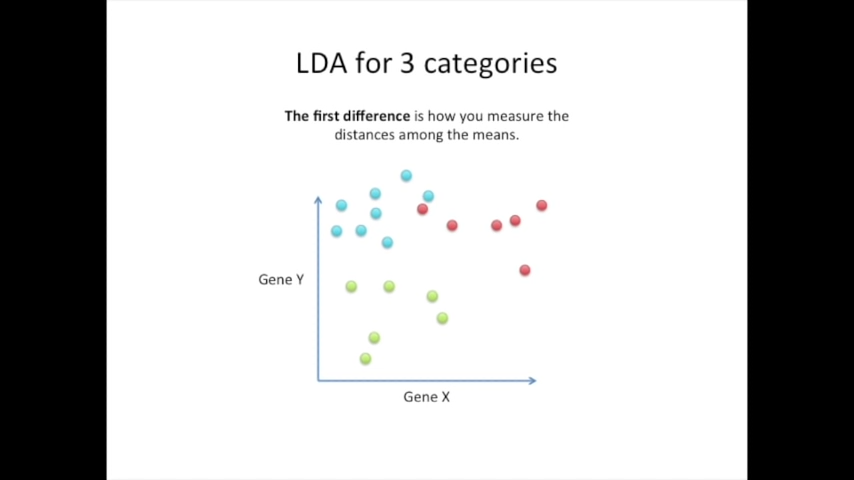 LDA for 3 categories
The first difference is how you measure the
distances among the means.
Gene Y
Gene X